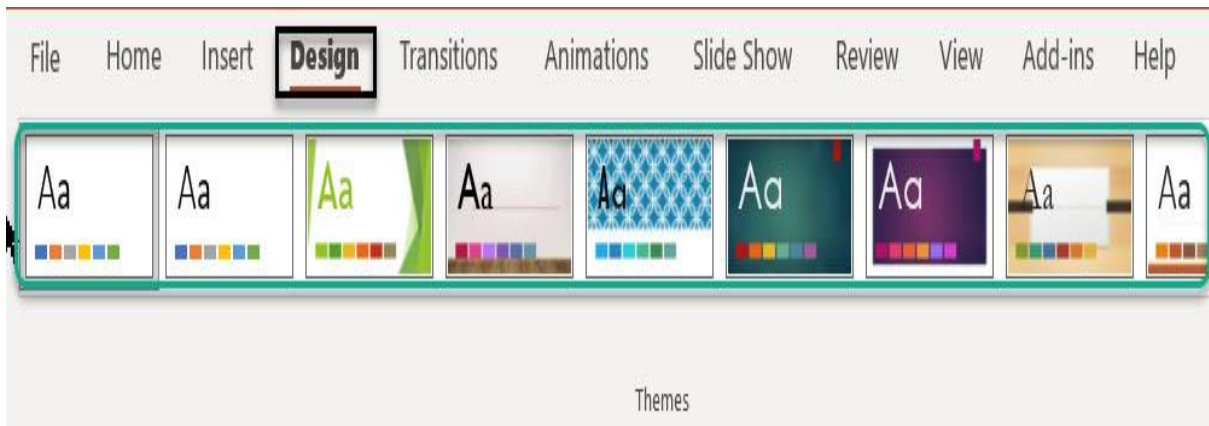 File Home Insert Design Transitions Animations Slide Show Review View Add-ins Help
Aa Aa Aa Aa Aa Aa Aa Aa Aa
Themes